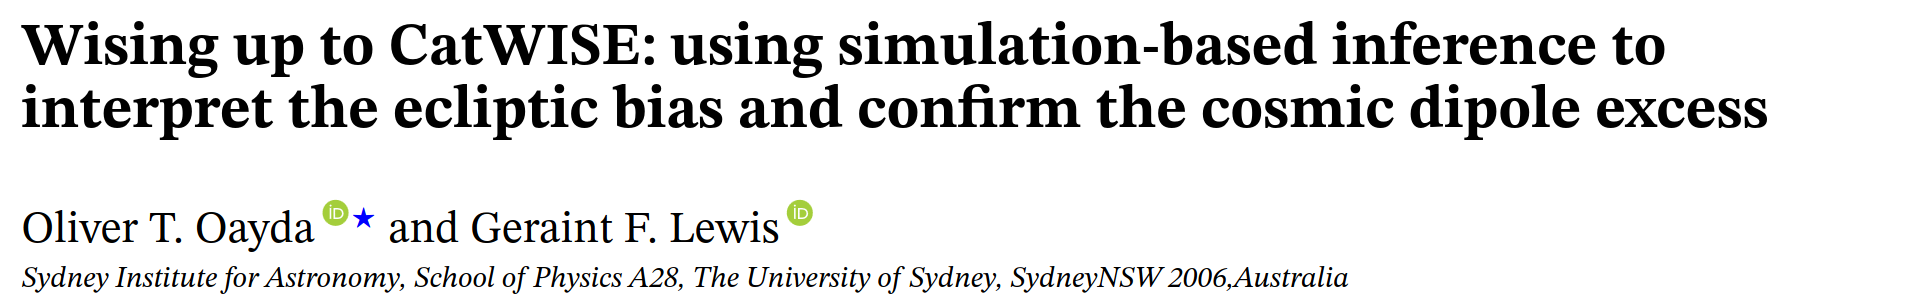 Wising up to CatWISE: using simulation-based inference to
interpret the ecliptic bias and confirm the cosmic dipole excess
Oliver T. Oayda iD ★ and Geraint F. Lewis iD
Sydney Institute for Astronomy, School of Physics A28, The University of Sydney, SydneyNSW 2006,Australia